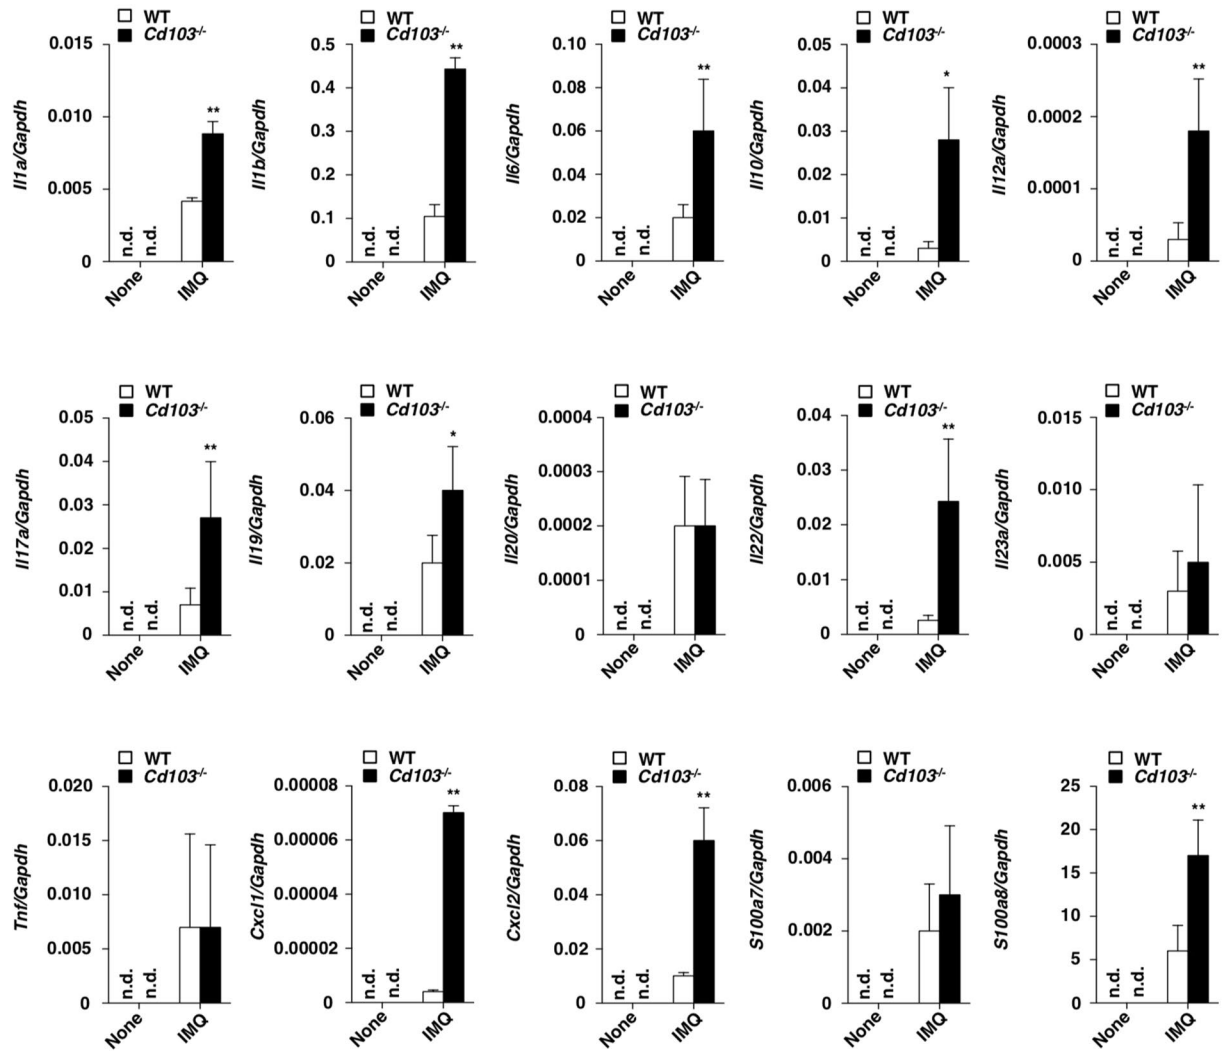 WT
Cd103-/-
Il1a/Gapdh
0.015
0.010
0.005
0
n.d.
n.d.
None
IMQ
**
WT
Cd103-/-
Il1b/Gapdh
0.5
0.4
0.3
0.2
0.1
0
n.d.
n.d.
None
IMQ
**
WT
Cd103-/-
Il6/Gapdh
0.10
0.08
0.06
0.04
0.02
0
n.d.
n.d.
None
IMQ
**
WT
Cd103-/-
Il10/Gapdh
0.05
0.04
0.03
0.02
0.01
0
n.d.
n.d.
None
IMQ
*
WT
Cd103-/-
Il12a/Gapdh
0.0003
0.0002
0.0001
0
n.d.
n.d.
None
IMQ
**
WT
Cd103-/-
Il17a/Gapdh
0.05
0.04
0.03
0.02
0.01
0
n.d.
n.d.
None
IMQ
**
WT
Cd103-/-
Il19/Gapdh
0.06
0.04
0.02
0
n.d.
n.d.
None
IMQ
*
WT
Cd103-/-
Il20/Gapdh
0.0004
0.0003
0.0002
0.0001
0
n.d.
n.d.
None
IMQ
WT
Cd103-/-
Il22/Gapdh
0.04
0.03
0.02
0.01
0
n.d.
n.d.
None
IMQ
**
WT
Cd103-/-
Il23a/Gapdh
0.015
0.010
0.005
0
n.d.
n.d.
None
IMQ
WT
Cd103-/-
Tnf/Gapdh
0.020
0.015
0.010
0.005
0
n.d.
n.d.
None
IMQ
WT
Cd103-/-
Cxcl1/Gapdh
0.00008
0.00006
0.00004
0.00002
0
n.d.
n.d.
None
IMQ
**
WT
Cd103-/-
Cxcl2/Gapdh
0.08
0.06
0.04
0.02
0
n.d.
n.d.
None
IMQ
**
WT
Cd103-/-
S100a7/Gapdh
0.006
0.004
0.002
0
n.d.
n.d.
None
IMQ
WT
Cd103-/-
S100a8/Gapdh
25
20
15
10
5
0
n.d.
n.d.
None
IMQ
**